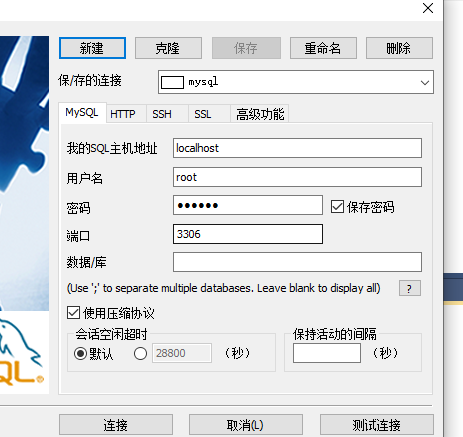 新建 克隆 保存 重命名 删除
保/存的连接 mysql
MySQL HTTP SSH SSL 高级功能
我的SQL主机地址 localhost
用户名 root
密码 ●●●●●● 保存密码
端口 3306
数据/库
(Use ';' to separate multiple databases. Leave blank to display all) ?
使用压缩协议
会话空闲超时 保持活动的间隔
默认 28800 （秒） （秒）
QL®
连接 取消(L) 测试连接